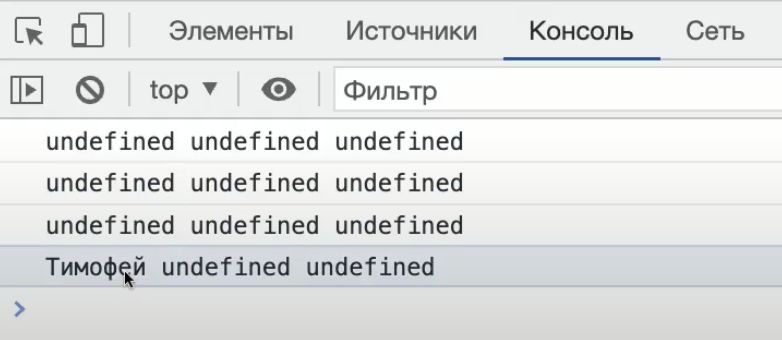 Элементы Источники Консоль Сеть
top ▼ Фильтр
undefined undefined undefined
undefined undefined undefined
undefined undefined undefined
Тимофей undefined undefined
>